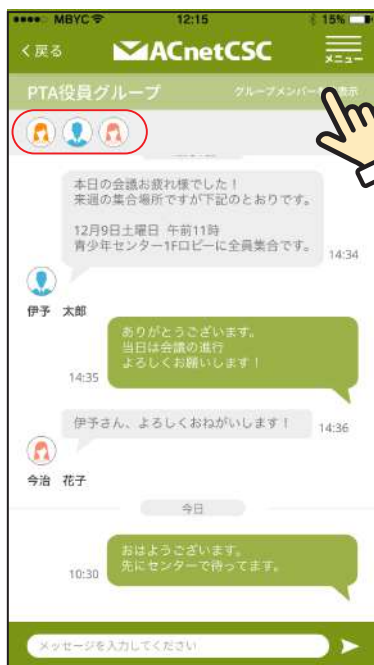 MBYC 12:15 15%
＜戻る ACnetCSC メニュー
PTA役員グループ グループメンバー 表示
本日の会議お疲れ様でした！
来週の集合場所ですが下記のとおりです。
12月9日土曜日 午前11時
青少年センター1Fロビーに全員集合です。
14:34
伊予 太郎
ありがとうございます。
当日は会議の進行
よろしくお願いします！
14:35
伊予さん、よろしくおねがいします！
14:36
今治 花子
今日
おはようございます。
先にセンターで待ってます。
10:30
メッセージを入力してください